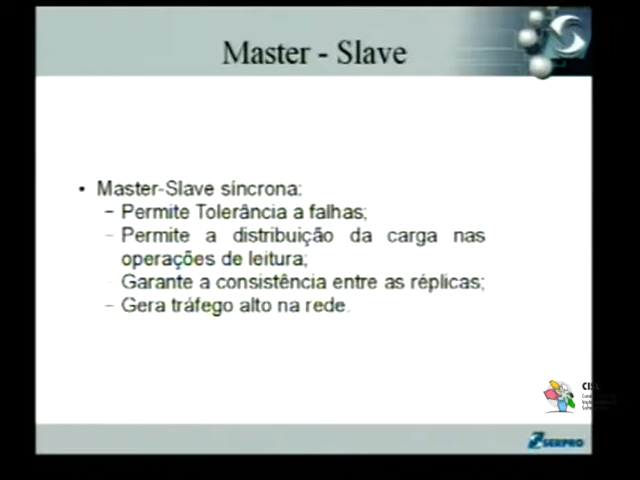 Master - Slave
• Master-Slave síncrona:
– Permite Tolerância a falhas;
– Permite a distribuição da carga nas
operações de leitura;
Garante a consistência entre as réplicas;
– Gera tráfego alto na rede.
SERPRO